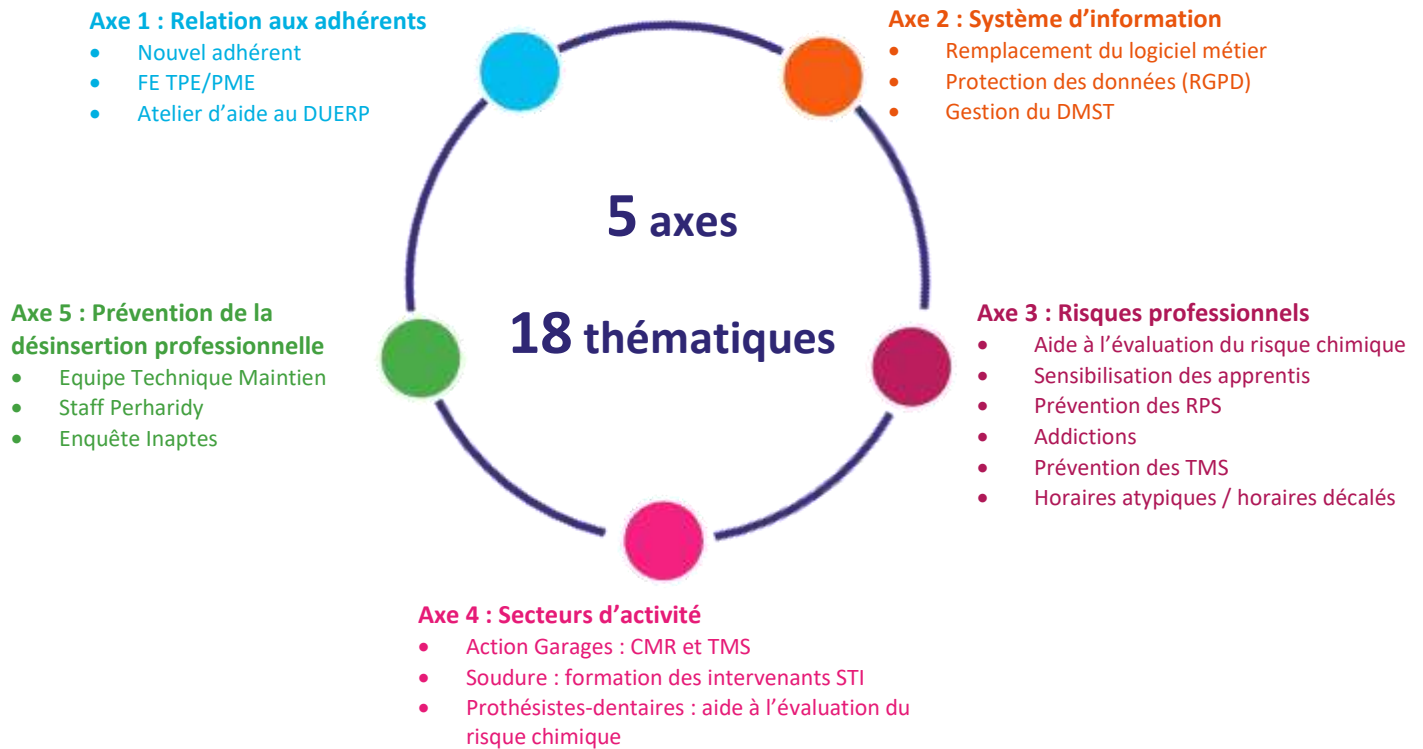 Axe 1 : Relation aux adhérents
• Nouvel adhérent
• FE TPE/PME
• Atelier d'aide au DUERP
Axe 2 : Système d'information
• Remplacement du logiciel métier
• Protection des données (RGPD)
• Gestion du DMST
5 axes
18 thématiques
Axe 3 : Risques professionnels
• Aide à l'évaluation du risque chimique
• Sensibilisation des apprentis
• Prévention des RPS
• Addictions
• Prévention des TMS
• Horaires atypiques / horaires décalés
Axe 4 : Secteurs d'activité
• Action Garages : CMR et TMS
• Soudure : formation des intervenants STI
• Prothésistes-dentaires : aide à l'évaluation du
risque chimique
Axe 5 : Prévention de la
désinsertion professionnelle
• Equipe Technique Maintien
• Staff Perharidy
• Enquête Inaptes